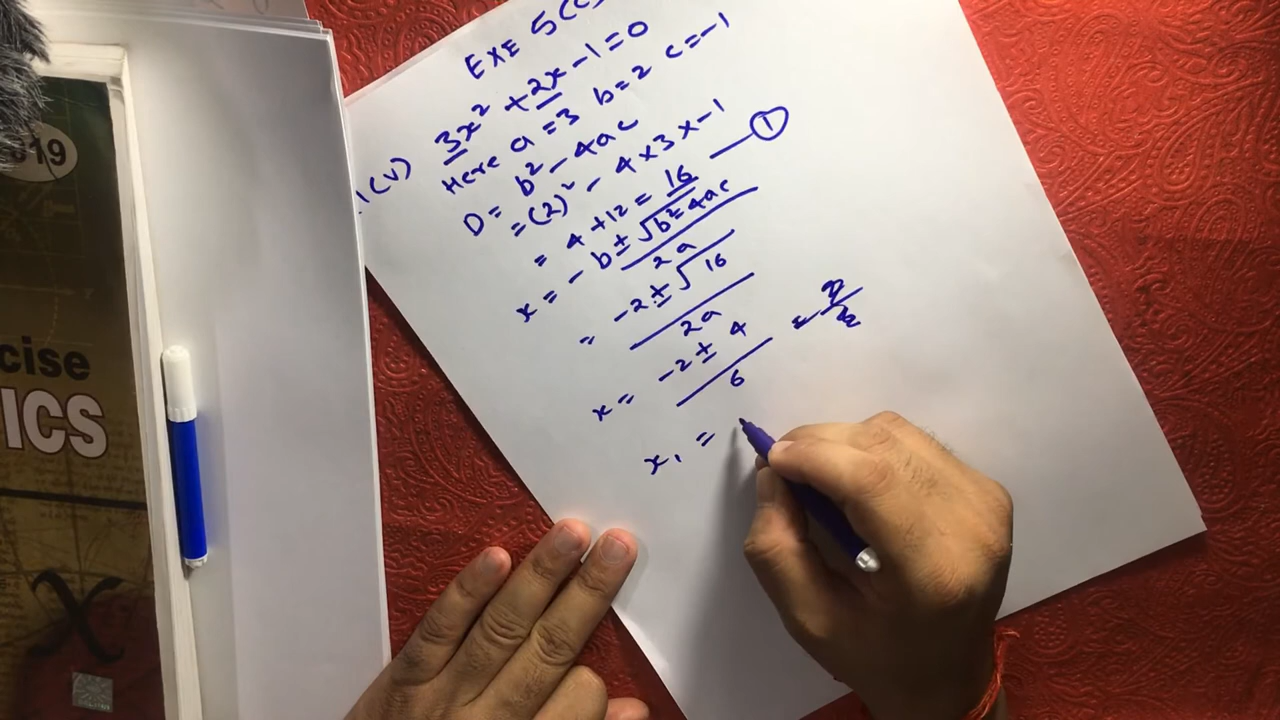 EXE 5(C)
1(v) 3x² + 2x - 1 = 0
Here a = 3 b = 2 c = -1
D = b² - 4ac
= (2)² - 4 x 3 x -1
= 4 + 12 = 16 — ①
x = -b ± √b² - 4ac / 2a
= -2 ± √16 / 2a
x = -2 ± 4 / 6
x₁ =
819
cise
ICS
X